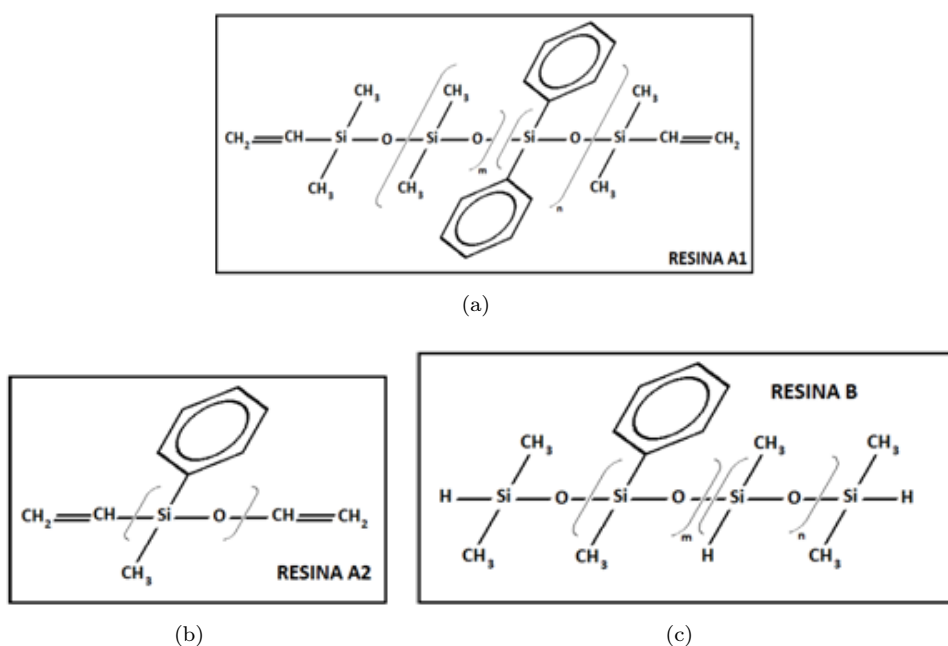 CH3 CH3 CH3
CH2 CH Si O Si O Si O Si CH CH2
m
CH3 CH3 CH3
n
RESINA A1
(a)
CH2 CH Si O CH CH2
CH3
RESINA A2
(b)
RESINA B
CH3 CH3 CH3
H Si O Si O Si O Si H
m n
CH3 CH3 H CH3
(c)